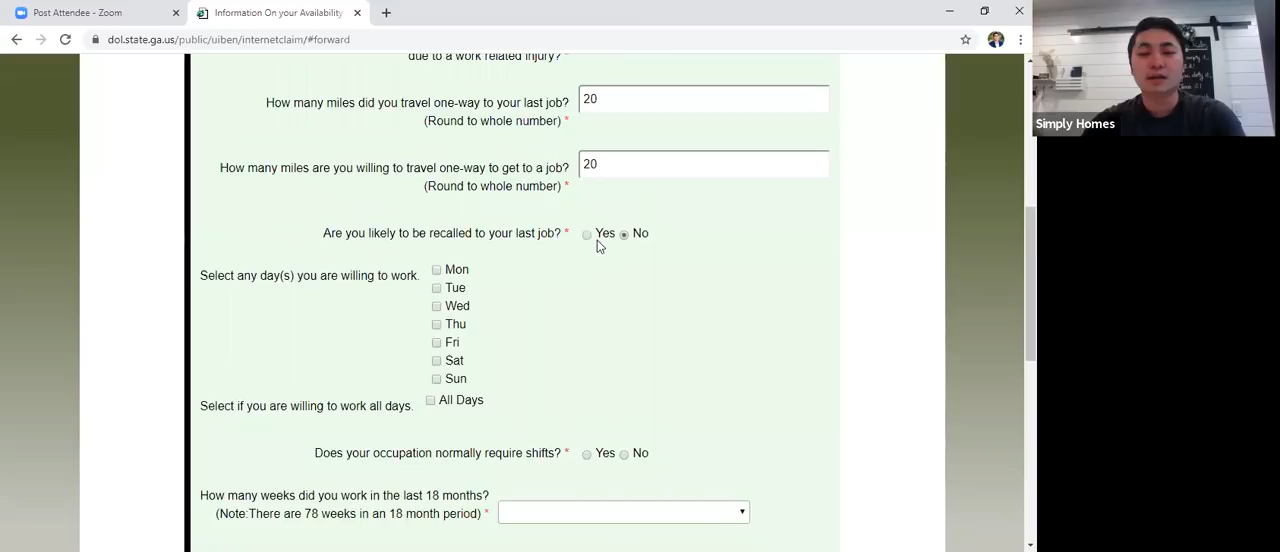 Post Attendee - Zoom
Information On your Availability
dol.state.ga.us/public/uiben/internetclaim/#forward
due to a work related injury? *
How many miles did you travel one-way to your last job?
(Round to whole number) *
20
How many miles are you willing to travel one-way to get to a job?
(Round to whole number) *
20
Are you likely to be recalled to your last job? * Yes No
Select any day(s) you are willing to work.
Mon
Tue
Wed
Thu
Fri
Sat
Sun
Select if you are willing to work all days. All Days
Does your occupation normally require shifts? * Yes No
How many weeks did you work in the last 18 months?
(Note:There are 78 weeks in an 18 month period) *
Simply Homes